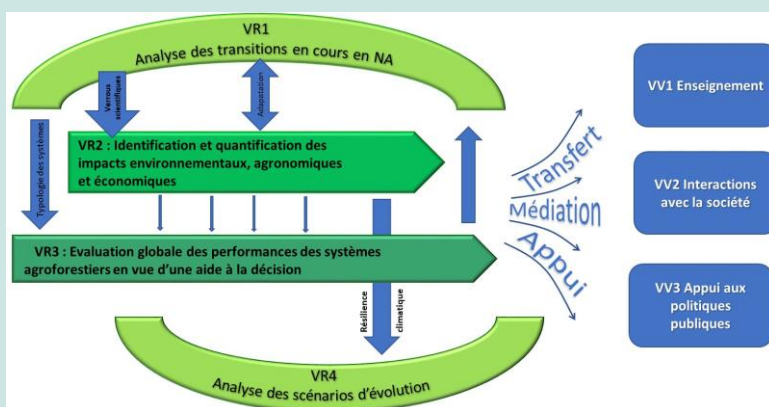 VR1
Analyse des transitions en cours en NA
Verrous
scientifiques
Adaptation
Typologie des systèmes
VR2 : Identification et quantification des
impacts environnementaux, agronomiques
et économiques
VR3 : Evaluation globale des performances des systèmes
agroforestiers en vue d'une aide à la décision
Résilience
climatique
VR4
Analyse des scénarios d'évolution
Transfert
Médiation
Appui
VV1 Enseignement
VV2 Interactions
avec la société
VV3 Appui aux
politiques
publiques